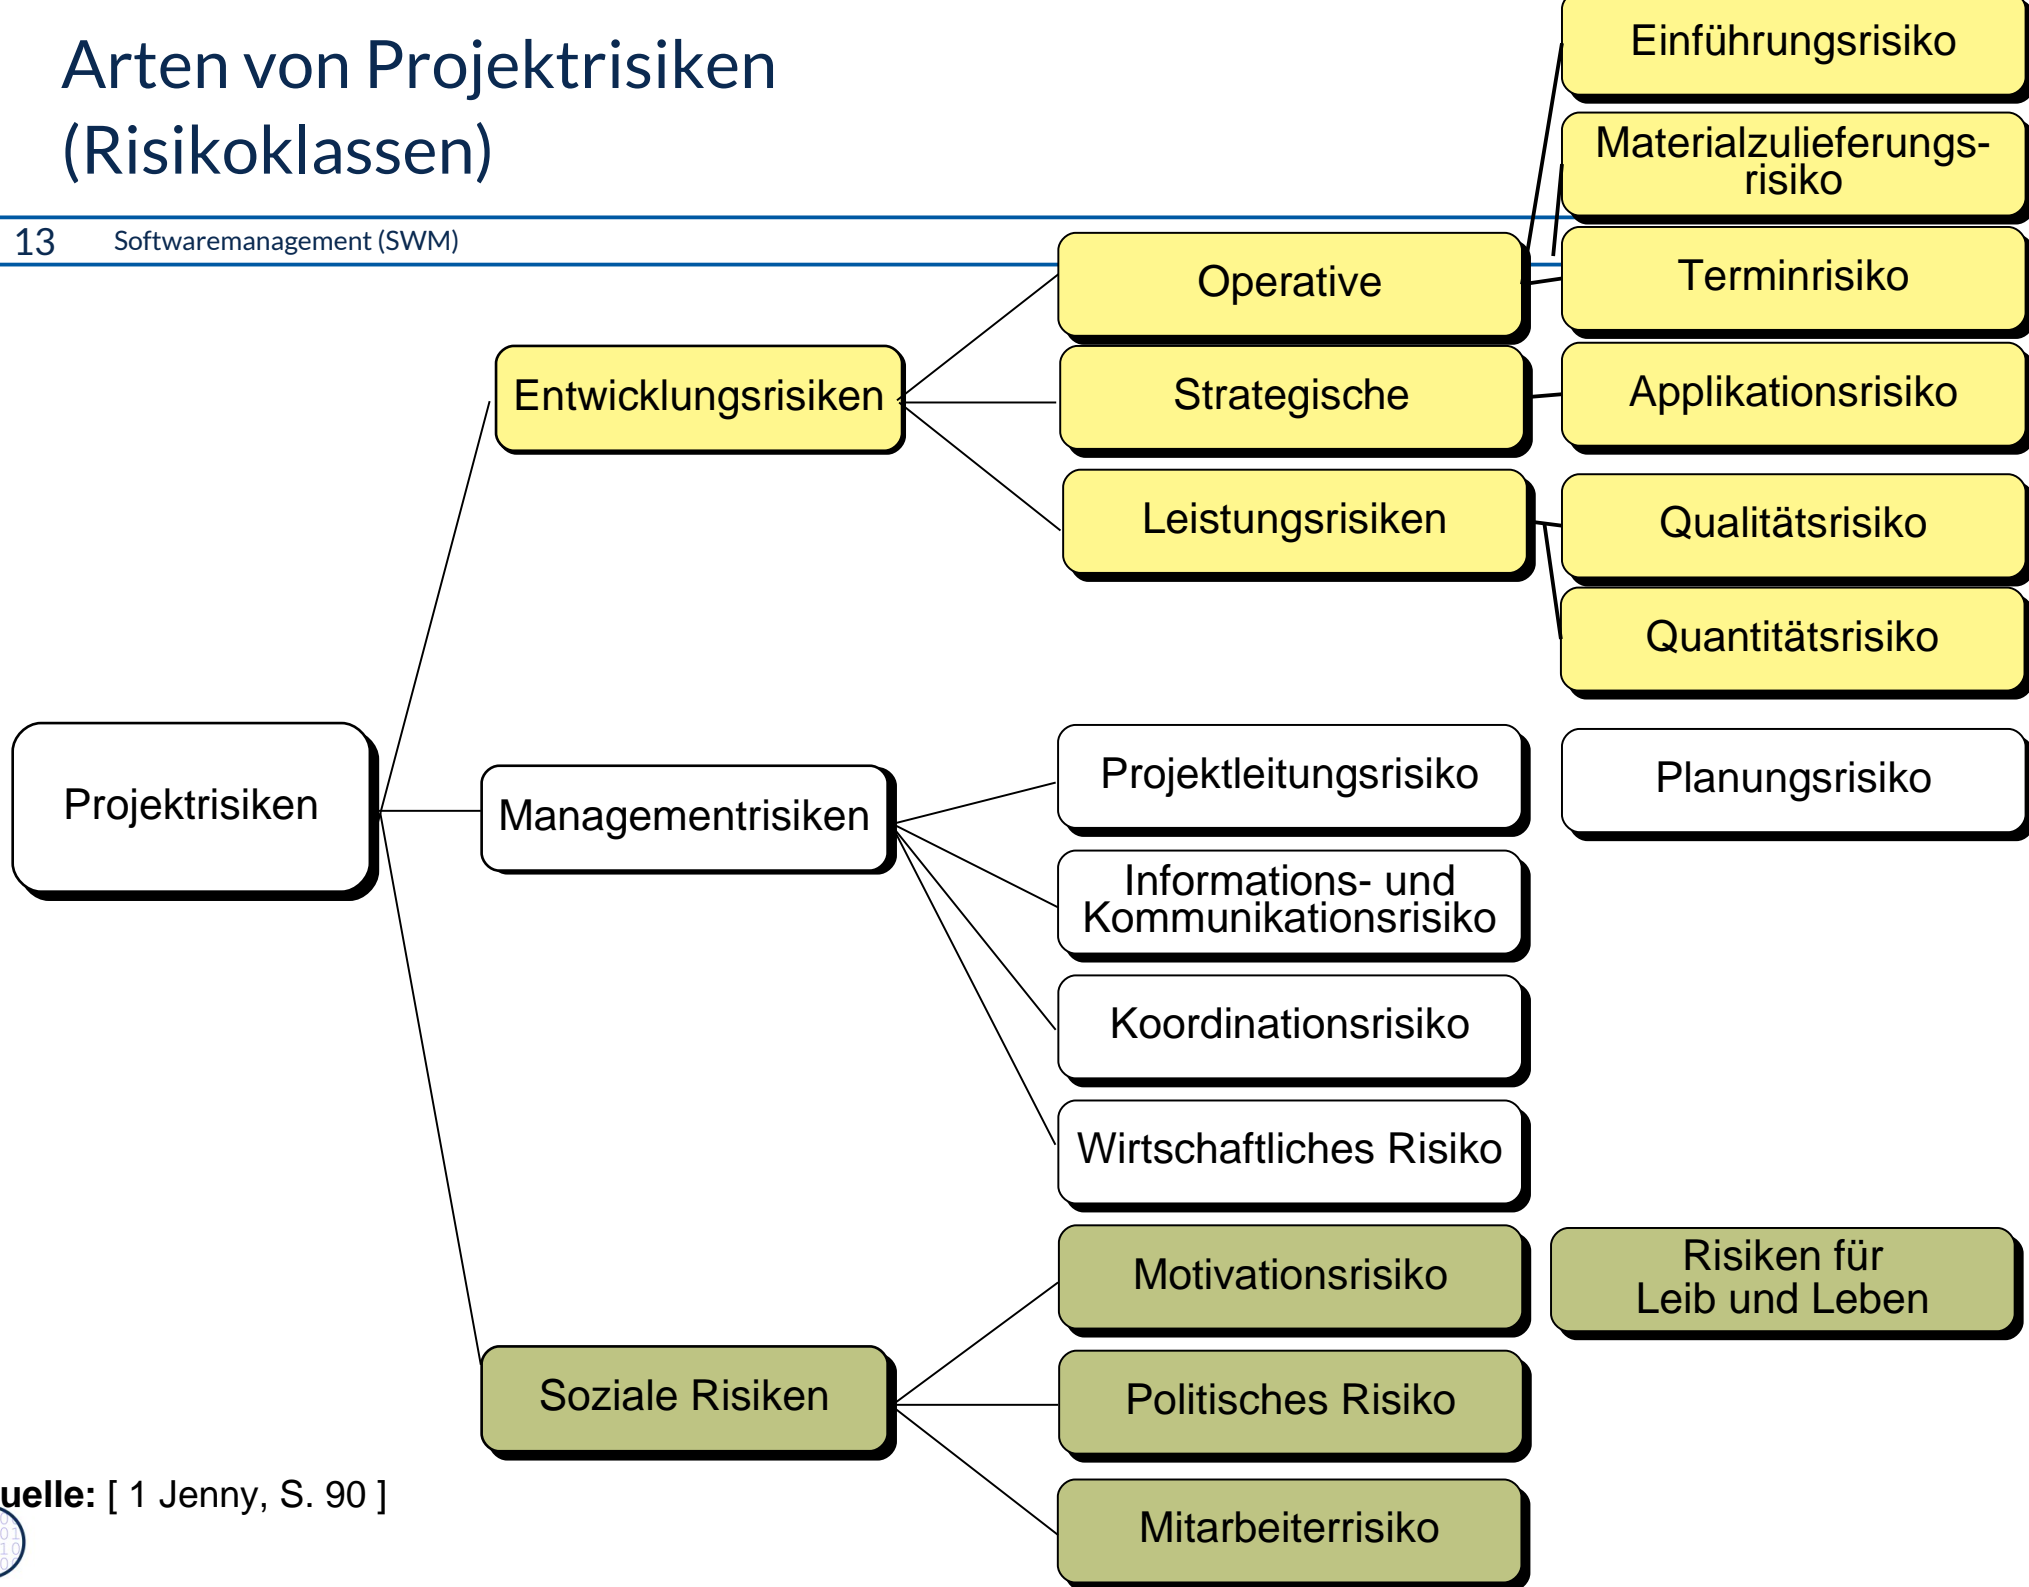 Arten von Projektrisiken
(Risikoklassen)
13
Softwaremanagement (SWM)
Einführungsrisiko
Materialzulieferungs-
risiko
Operative
Terminrisiko
Entwicklungsrisiken
Strategische
Applikationsrisiko
Leistungsrisiken
Qualitätsrisiko
Quantitätsrisiko
Projektrisiken
Managementrisiken
Projektleitungsrisiko
Planungsrisiko
Informations- und
Kommunikationsrisiko
Koordinationsrisiko
Wirtschaftliches Risiko
Soziale Risiken
Motivationsrisiko
Risiken für
Leib und Leben
Politisches Risiko
Mitarbeiterrisiko
uelle: [ 1 Jenny, S. 90 ]